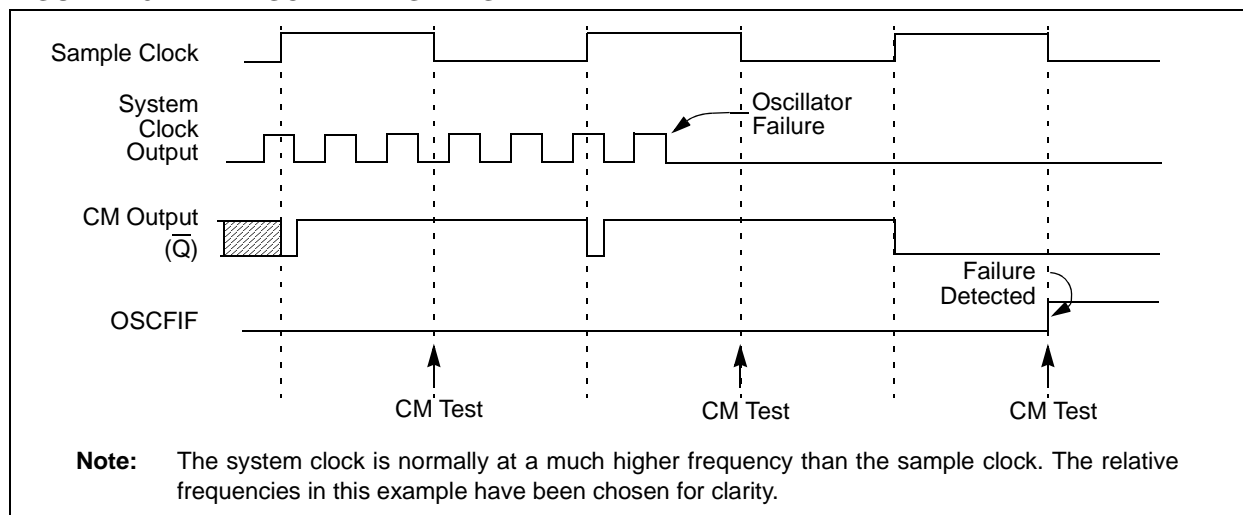 Sample Clock
System
Clock
Output
Oscillator
Failure
CM Output
(Q̅)
Failure
Detected
OSCFIF
CM Test
CM Test
CM Test
Note: The system clock is normally at a much higher frequency than the sample clock. The relative
frequencies in this example have been chosen for clarity.